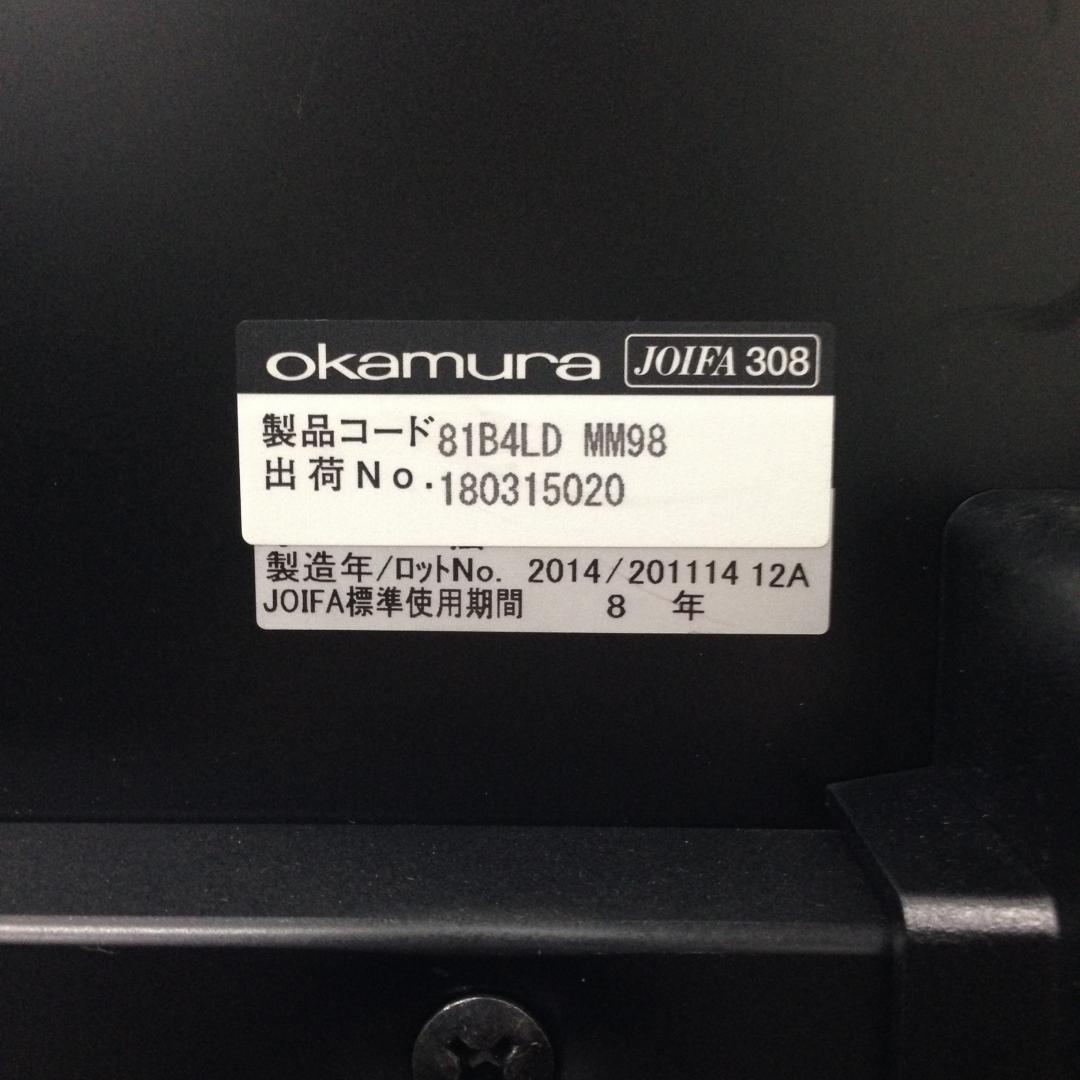 okamura JOIFA 308
製品コード 81B4LD MM98
出荷No. 180315020
製造年/ロットNo. 2014/201114 12A
JOIFA標準使用期間 8 年